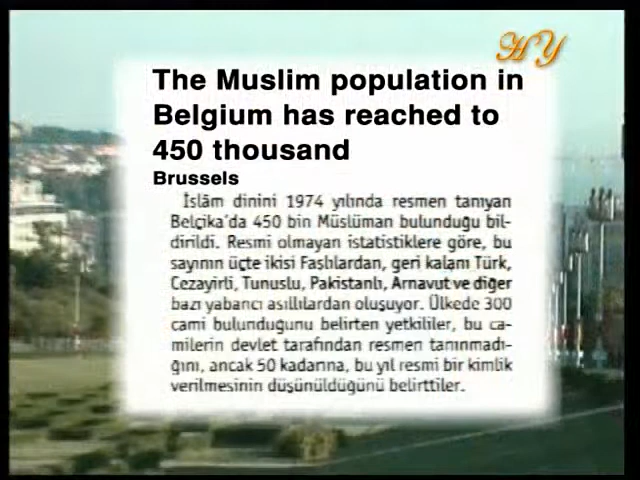 HY
The Muslim population in
Belgium has reached to
450 thousand
Brussels
İslâm dinini 1974 yılında resmen tanıyan
Belçika'da 450 bin Müslüman bulunduğu bil-
dirildi. Resmi olmayan istatistiklere göre, bu
sayının üçte ikisi Faslılardan, geri kalanı Türk,
Cezayirli, Tunuslu, Pakistanlı, Arnavut ve diğer
bazı yabancı asıllılardan oluşuyor. Ülkede 300
cami bulunduğunu belirten yetkililer, bu ca-
milerin devlet tarafından resmen tanınmadı-
ğını, ancak 50 kadarına, bu yıl resmi bir kimlik
verilmesinin düşünüldüğünü belirttiler.